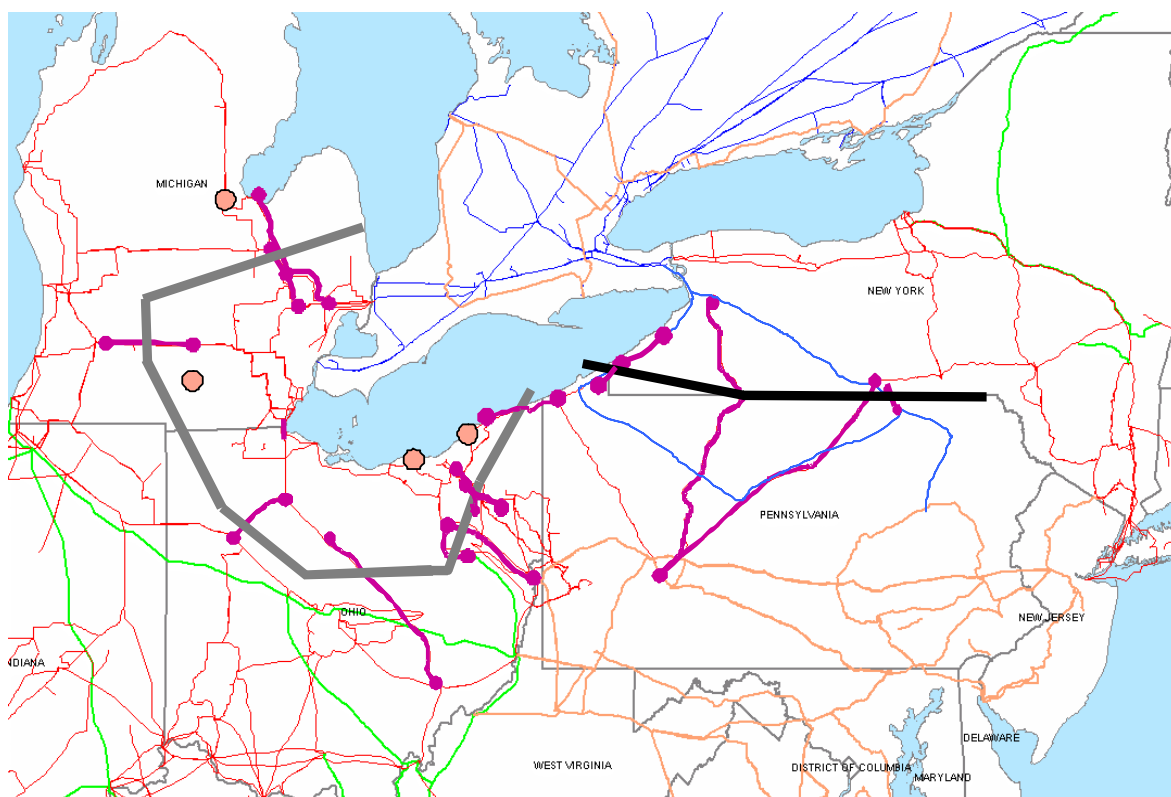 MICHIGAN
NEW YORK
PENNSYLVANIA
OHIO
NEW JERSEY
NDIANA
DELAWARE
WEST VIRGINIA
DISTRICT OF COLUMBIA
MARYLAND